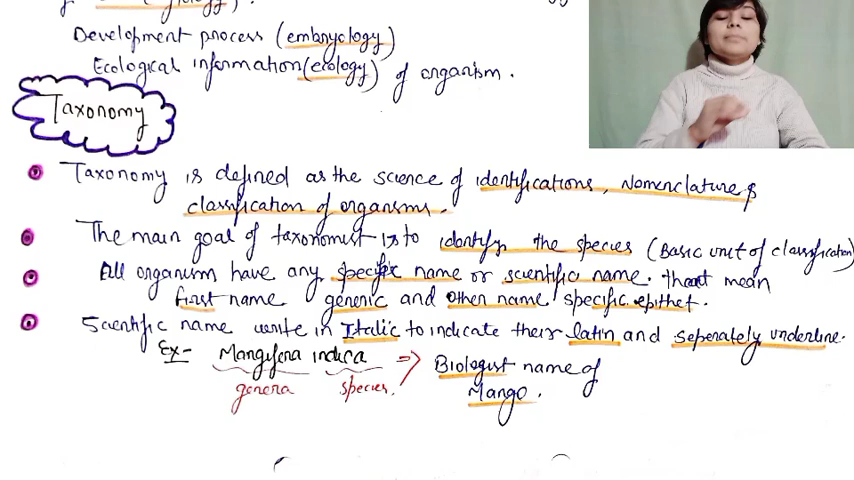 Development process (embryology)
Ecological information (ecology) of organism.
Taxonomy
Taxonomy is defined as the science of identifications, Nomenclature &
classification of organisms.
The main goal of taxonomist is to identify the species (Basic unit of classification)
All organism have any specific name or scientific name. that mean
first name generic and other name specific epithet.
Scientific name write in Italic to indicate their latin and seperately underline.
Ex- Mangifera indica => Biologist name of
genera species. Mango.